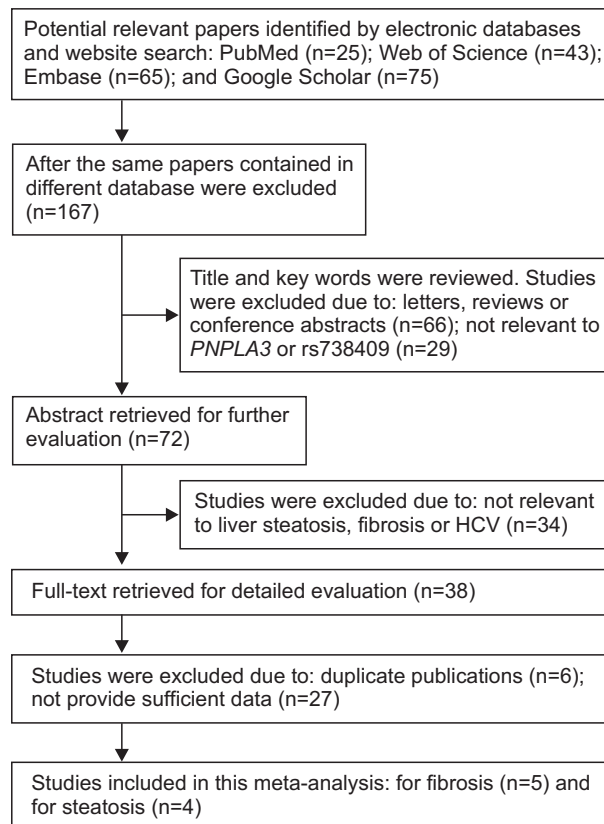 Potential relevant papers identified by electronic databases
and website search: PubMed (n=25); Web of Science (n=43);
Embase (n=65); and Google Scholar (n=75)
After the same papers contained in
different database were excluded
(n=167)
Title and key words were reviewed. Studies
were excluded due to: letters, reviews or
conference abstracts (n=66); not relevant to
PNPLA3 or rs738409 (n=29)
Abstract retrieved for further
evaluation (n=72)
Studies were excluded due to: not relevant
to liver steatosis, fibrosis or HCV (n=34)
Full-text retrieved for detailed evaluation (n=38)
Studies were excluded due to: duplicate publications (n=6);
not provide sufficient data (n=27)
Studies included in this meta-analysis: for fibrosis (n=5) and
for steatosis (n=4)